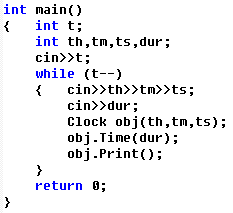 int main()
{    int t;
     int th,tm,ts,dur;
     cin>>t;
     while (t--)
     {    cin>>th>>tm>>ts;
          cin>>dur;
          Clock obj(th,tm,ts);
          obj.Time(dur);
          obj.Print();
     }
     return 0;
}